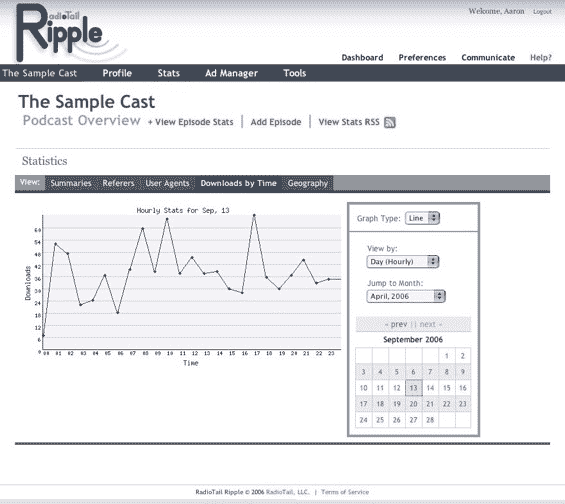 RadioTail
Ripple
Welcome, Aaron Logout
Dashboard Preferences Communicate Help?
The Sample Cast Profile Stats Ad Manager Tools
The Sample Cast
Podcast Overview + View Episode Stats | Add Episode | View Stats RSS
Statistics
View: Summaries Referers User Agents Downloads by Time Geography
Hourly Stats for Sep, 13
Graph Type: Line
60
54
48
View by:
42
Day (Hourly)
36
Downloads
30
Jump to Month:
24
April, 2006
18
12
6
0
00 01 02 03 04 05 06 07 08 09 10 11 12 13 14 15 16 17 18 19 20 21 22 23
Time
- prev || next -
September 2006
1 2
3 4 5 6 7 8 9
10 11 12 13 14 15 16
17 18 19 20 21 22 23
24 25 26 27 28
RadioTail Ripple © 2006 RadioTail, LLC. | Terms of Service